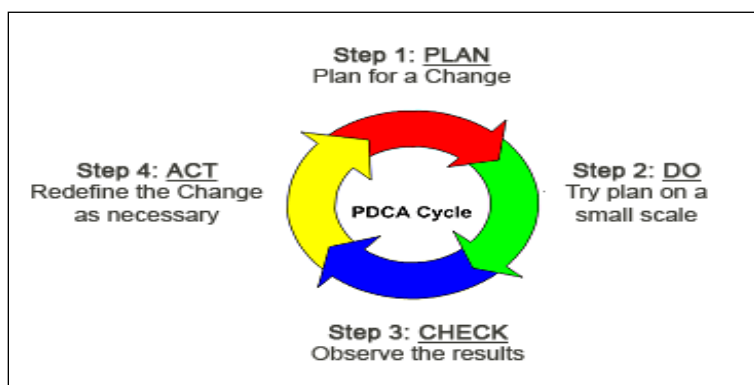 Step 1: PLAN
Plan for a Change
Step 4: ACT
Redefine the Change
as necessary
PDCA Cycle
Step 2: DO
Try plan on a
small scale
Step 3: CHECK
Observe the results